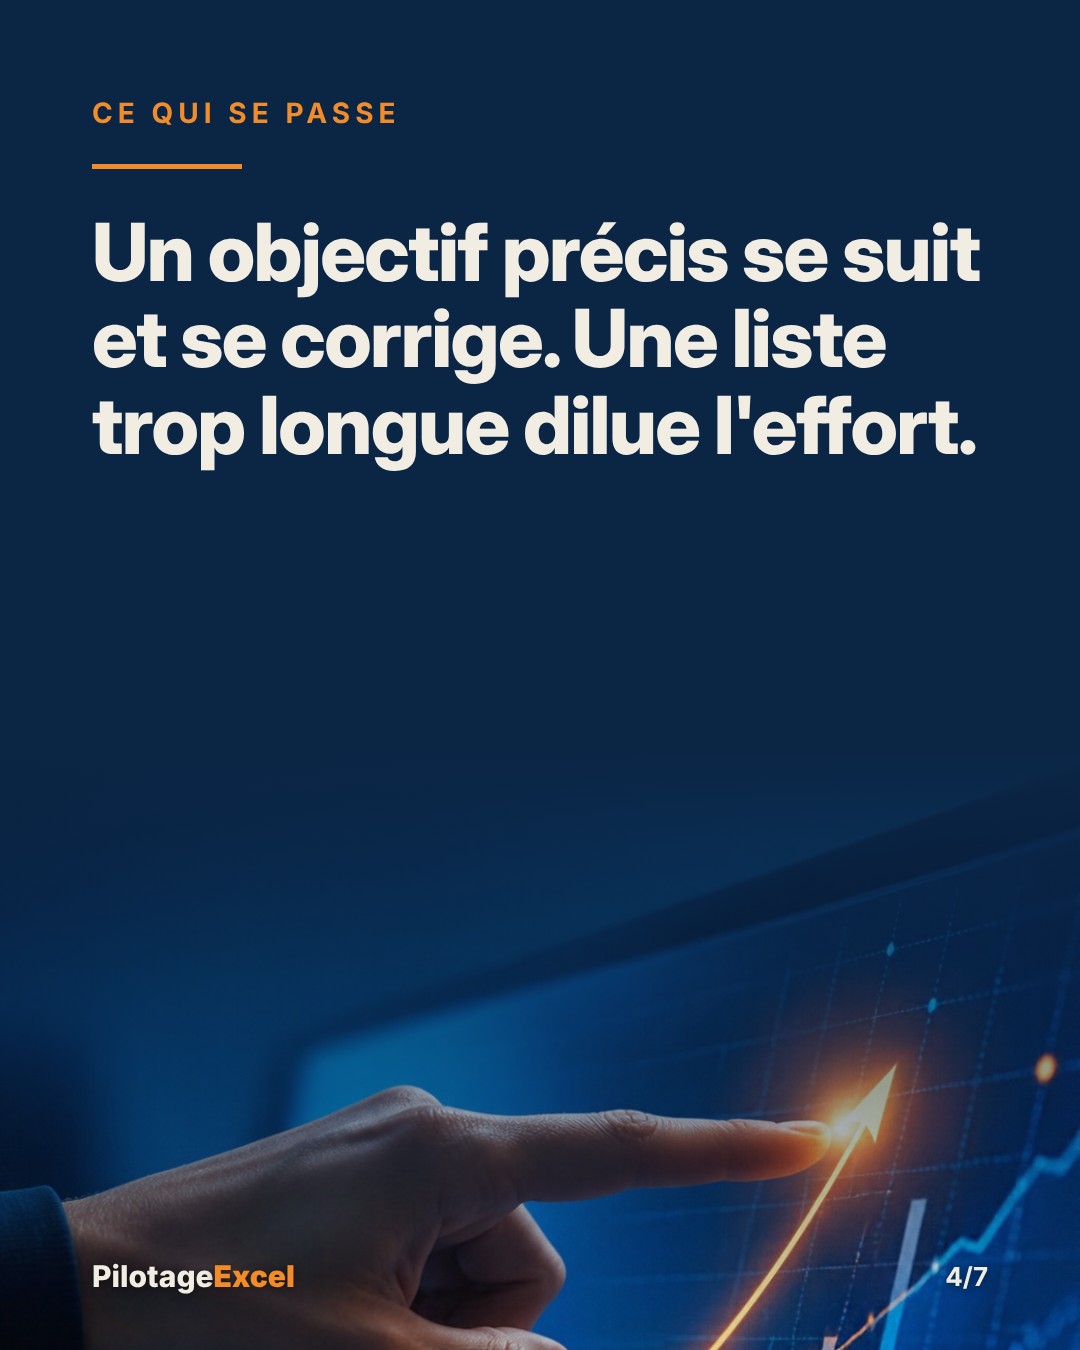 CE QUI SE PASSE
Un objectif précis se suit
et se corrige. Une liste
trop longue dilue l'effort.
PilotageExcel
4/7